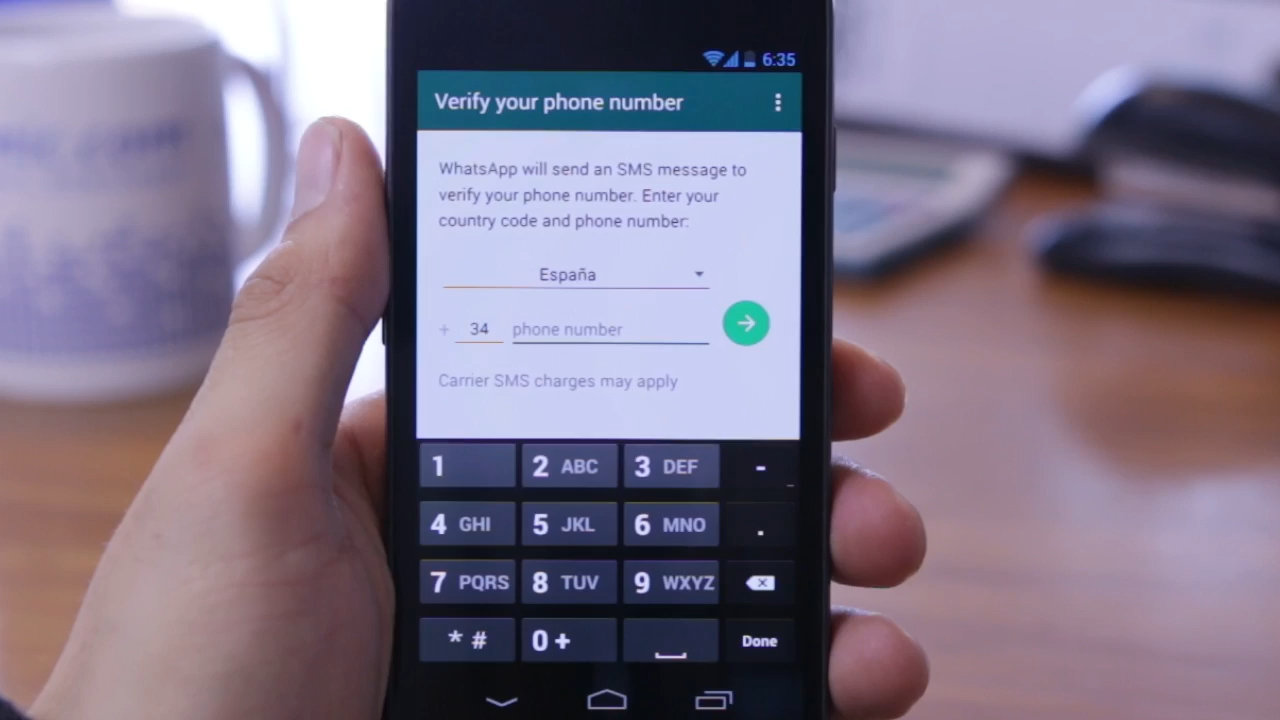 6:35
Verify your phone number
WhatsApp will send an SMS message to
verify your phone number. Enter your
country code and phone number:
España
+ 34 phone number
Carrier SMS charges may apply
1 2 ABC 3 DEF -
4 GHI 5 JKL 6 MNO .
7 PQRS 8 TUV 9 WXYZ
* # 0 + Done